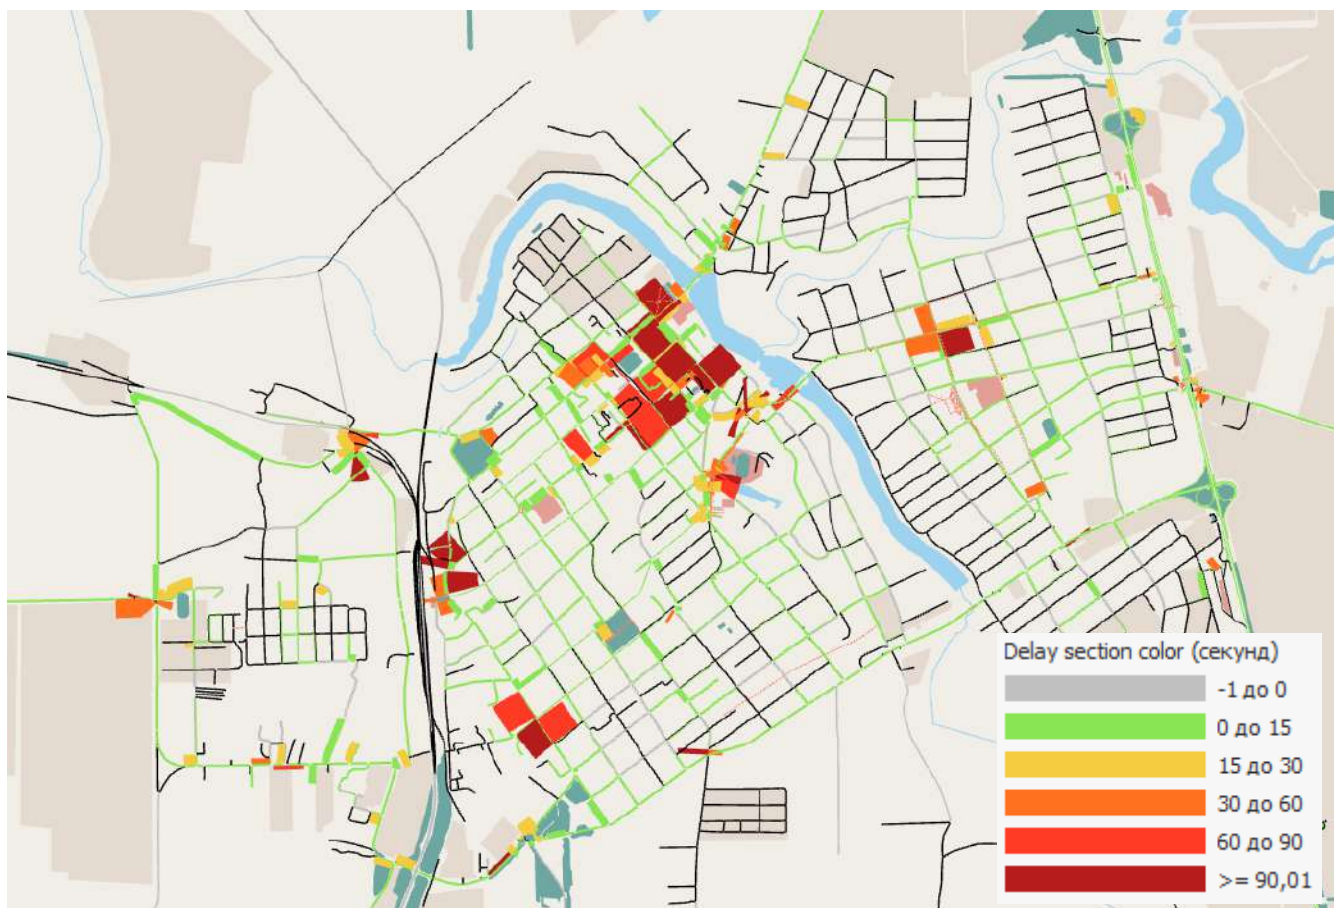 Delay section color (секунд)
-1 до 0
0 до 15
15 до 30
30 до 60
60 до 90
>= 90,01